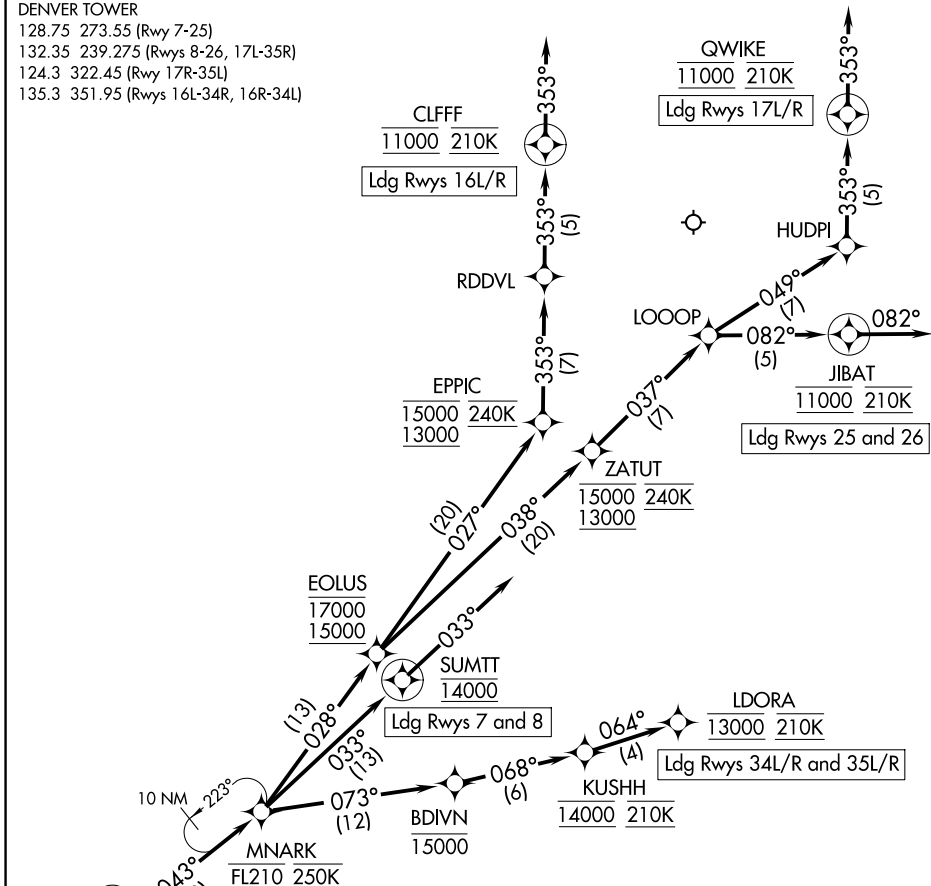 DENVER TOWER
128.75 273.55 (Rwy 7-25)
132.35 239.275 (Rwys 8-26, 17L-35R)
124.3 322.45 (Rwy 17R-35L)
135.3 351.95 (Rwys 16L-34R, 16R-34L)
353°
353°
QWIKE
11000 210K
Ldg Rwys 17L/R
CLFFF
11000 210K
Ldg Rwys 16L/R
353°
(5)
353°
(5)
HUDPI
RDDVL
049°
(7)
LOOOP
082°
(5)
082°
JIBAT
11000 210K
Ldg Rwys 25 and 26
353°
(7)
EPPIC
15000 240K
13000
037°
(7)
ZATUT
15000 240K
13000
(20)
027°
038°
(20)
EOLUS
17000
15000
033°
SUMTT
14000
Ldg Rwys 7 and 8
(13)
028°
033°
(13)
LDORA
13000 210K
Ldg Rwys 34L/R and 35L/R
064°
(4)
068°
(6)
KUSHH
14000 210K
10 NM
223°
073°
(12)
BDIVN
15000
MNARK
FL210 250K
043°